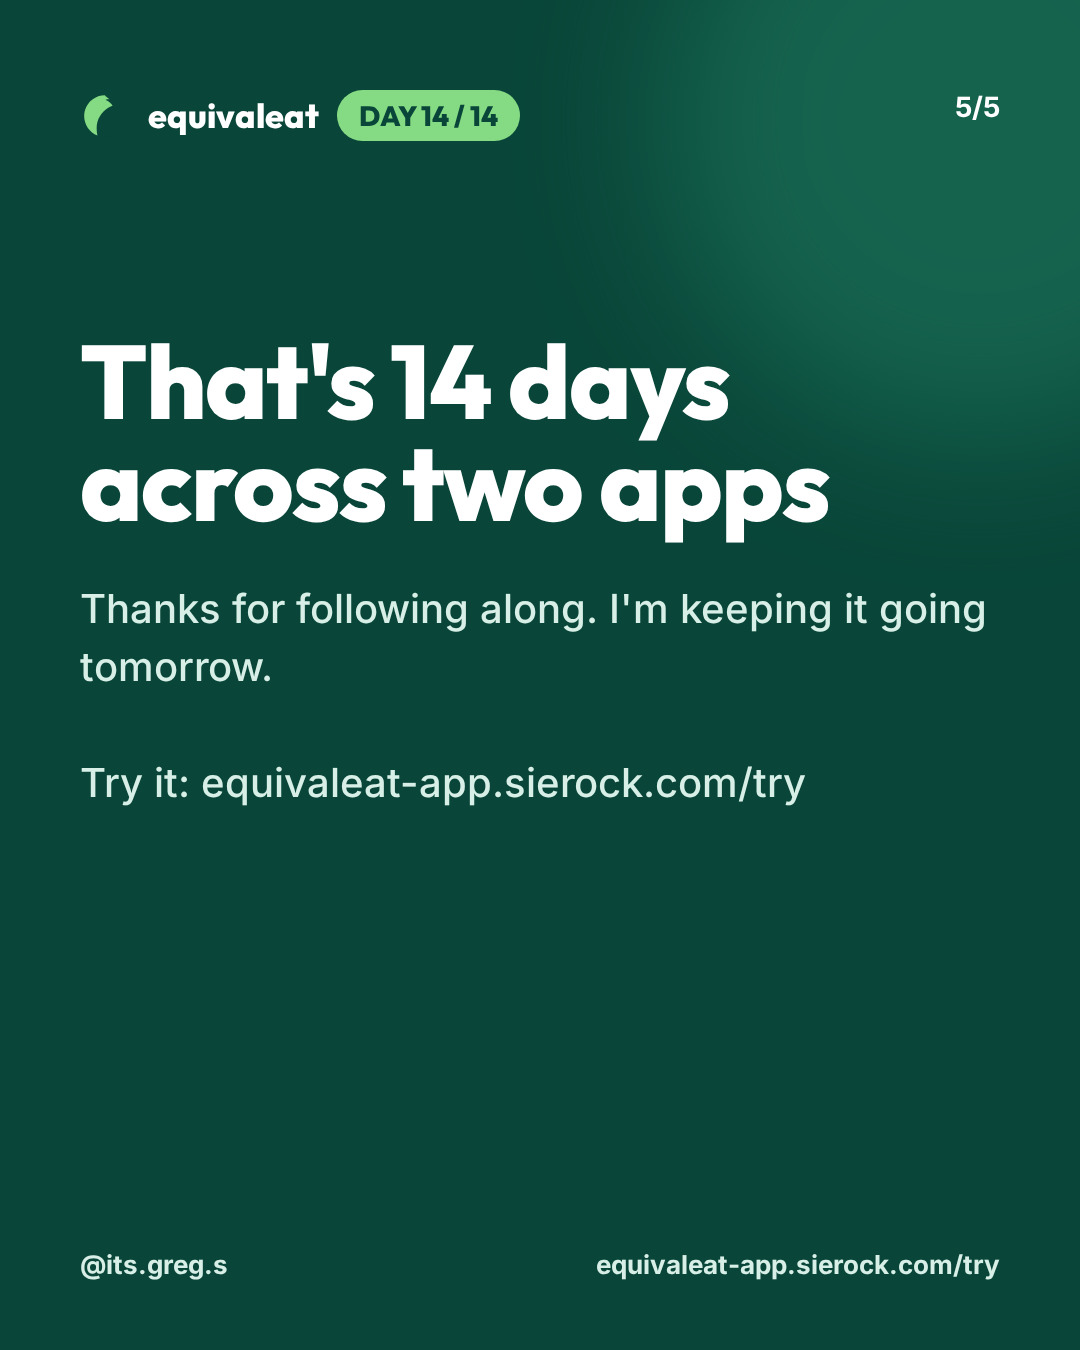 equivaleat
DAY 14 / 14
5/5
That's 14 days
across two apps
Thanks for following along. I'm keeping it going
tomorrow.
Try it: equivaleat-app.sierock.com/try
@its.greg.s
equivaleat-app.sierock.com/try